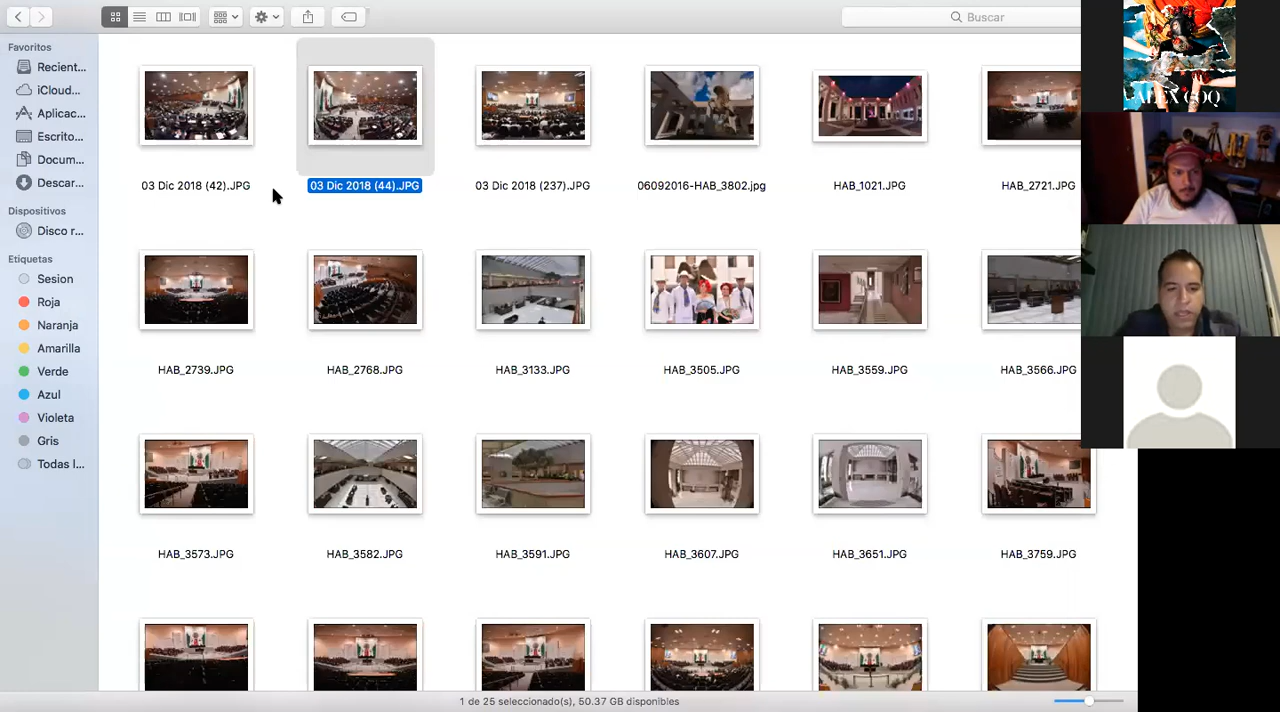 Buscar
Favoritos
Recient...
iCloud...
Aplicac...
Escrito...
Docum...
Descar...
Dispositivos
Disco r...
Etiquetas
Sesion
Roja
Naranja
Amarilla
Verde
Azul
Violeta
Gris
Todas l...
03 Dic 2018 (42).JPG
03 Dic 2018 (44).JPG
03 Dic 2018 (237).JPG
06092016-HAB_3802.jpg
HAB_1021.JPG
HAB_2721.JPG
HAB_2739.JPG
HAB_2768.JPG
HAB_3133.JPG
HAB_3505.JPG
HAB_3559.JPG
HAB_3566.JPG
HAB_3573.JPG
HAB_3582.JPG
HAB_3591.JPG
HAB_3607.JPG
HAB_3651.JPG
HAB_3759.JPG
1 de 25 seleccionado(s), 50.37 GB disponibles
ALEX COQ